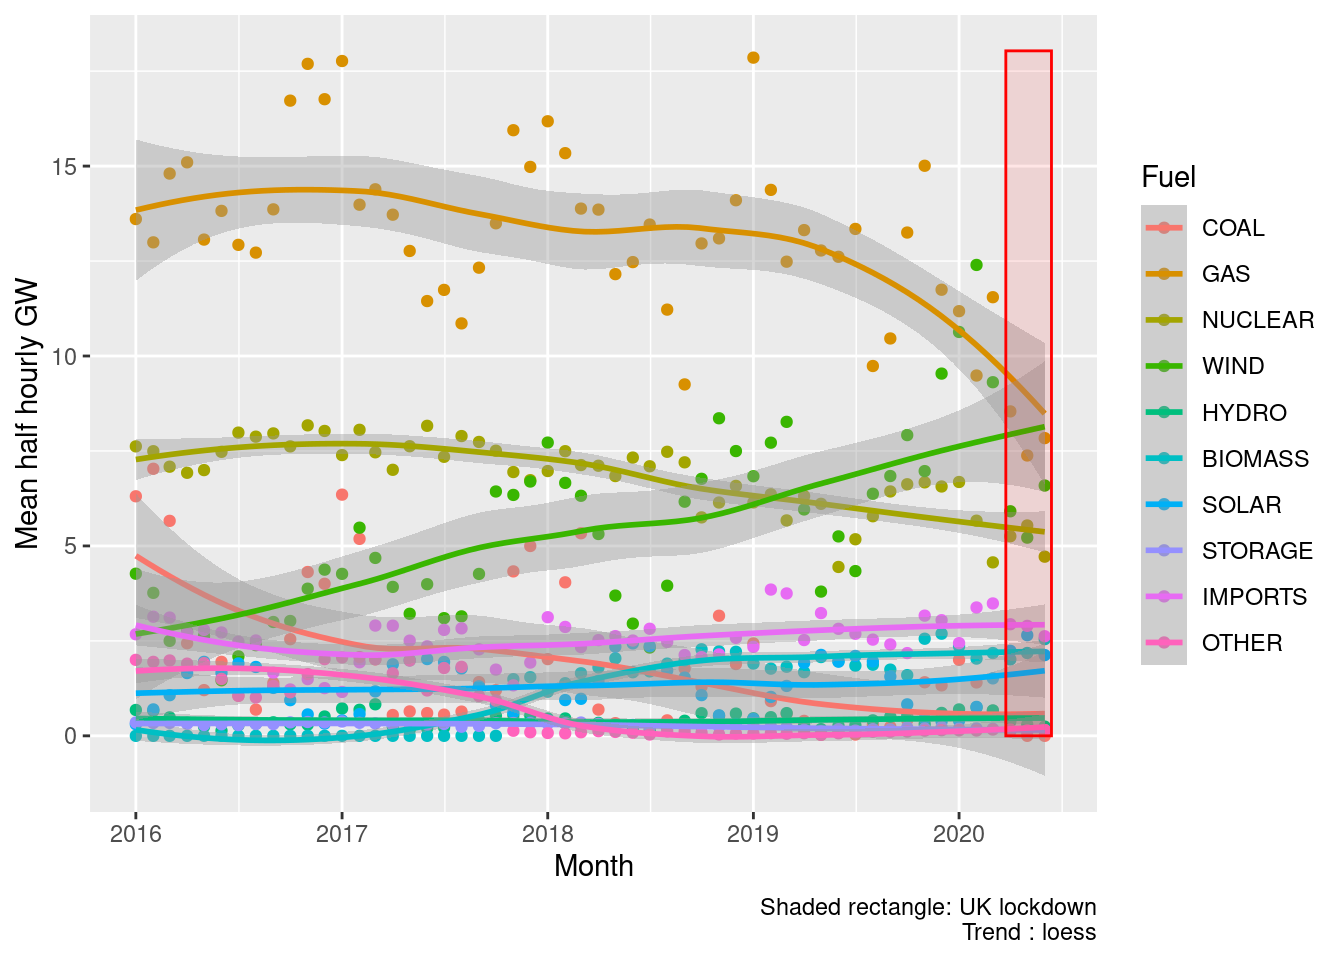 Mean half hourly GW
15
10
5
0
2016
2017
2018
2019
2020
Month
Fuel
COAL
GAS
NUCLEAR
WIND
HYDRO
BIOMASS
SOLAR
STORAGE
IMPORTS
OTHER
Shaded rectangle: UK lockdown
Trend : loess